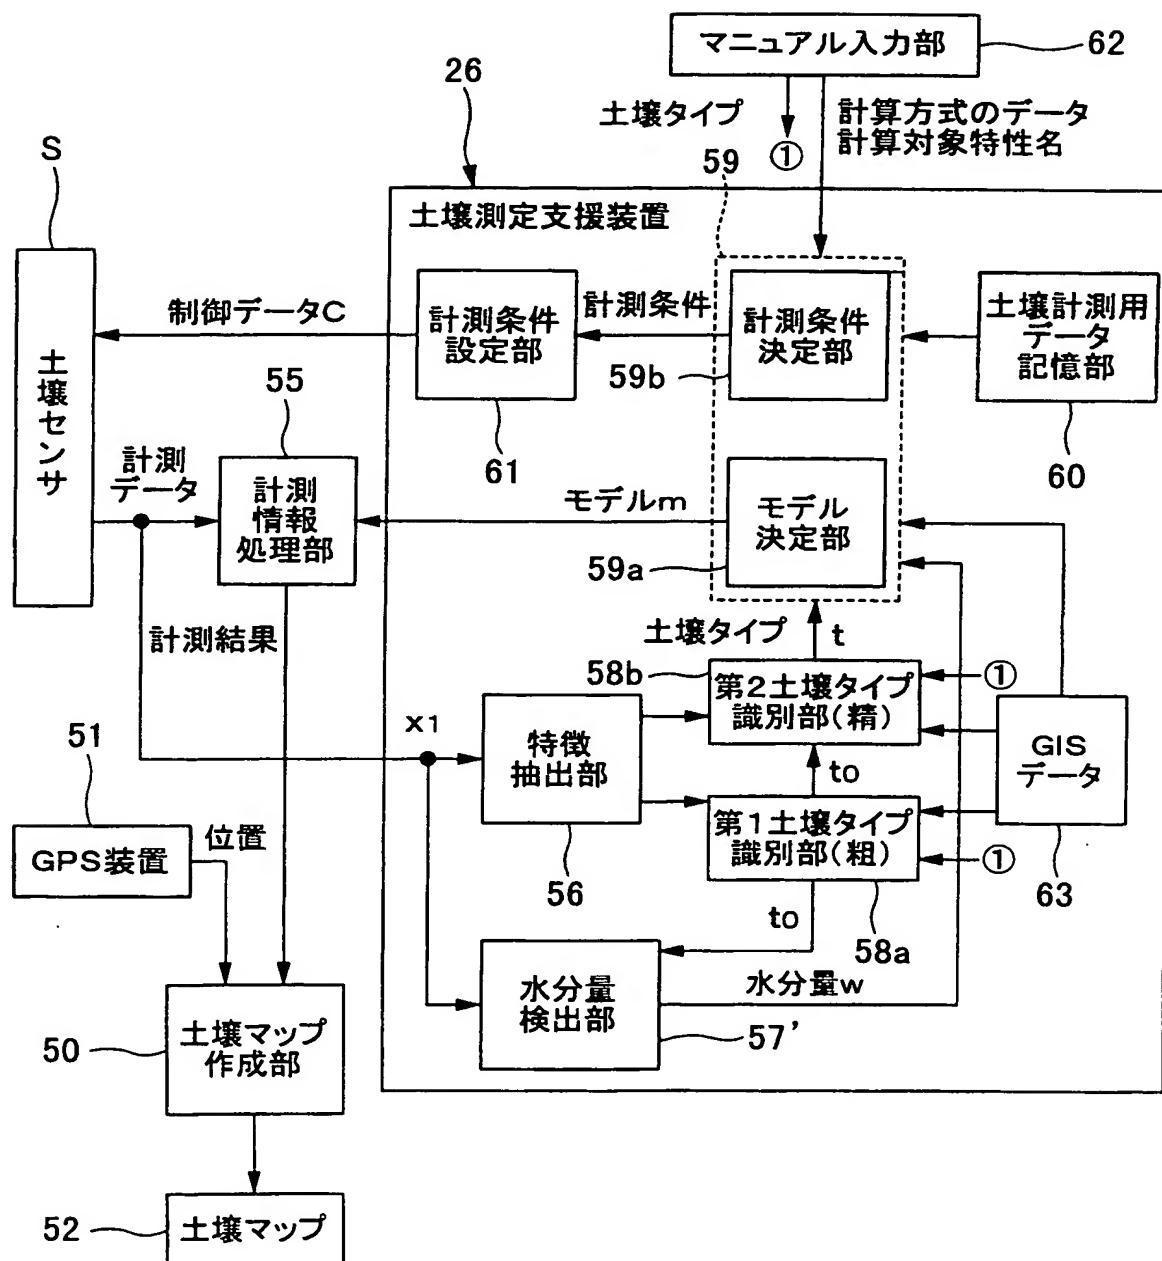 マニュアル入力部
62
26
土壌タイプ
①
計算方式のデータ
計算対象特性名
S
59
土壌測定支援装置
土壌センサ
制御データC
計測条件
設定部
61
計測条件
計測条件
決定部
59b
土壌計測用
データ
記憶部
60
55
計測
データ
計測
情報
処理部
モデルm
モデル
決定部
59a
計測結果
土壌タイプ
t
58b
第2土壌タイプ
識別部(精)
①
x1
特徴
抽出部
56
to
GIS
データ
63
51
GPS装置
位置
第1土壌タイプ
識別部(粗)
①
58a
to
水分量
検出部
57’
水分量w
50
土壌マップ
作成部
52
土壌マップ